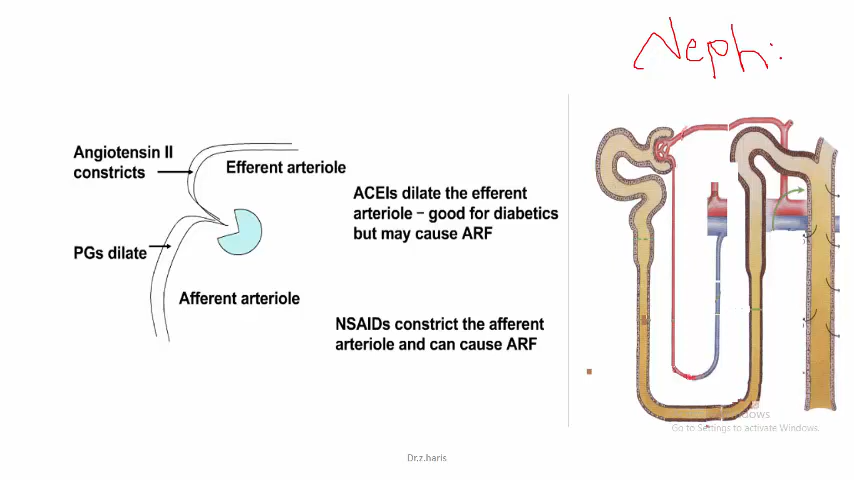 Neph:
Angiotensin II
constricts
Efferent arteriole
ACEIs dilate the efferent
arteriole – good for diabetics
but may cause ARF
PGs dilate
Afferent arteriole
NSAIDs constrict the afferent
arteriole and can cause ARF
Go to Settings to activate Windows.
Dr.z.haris